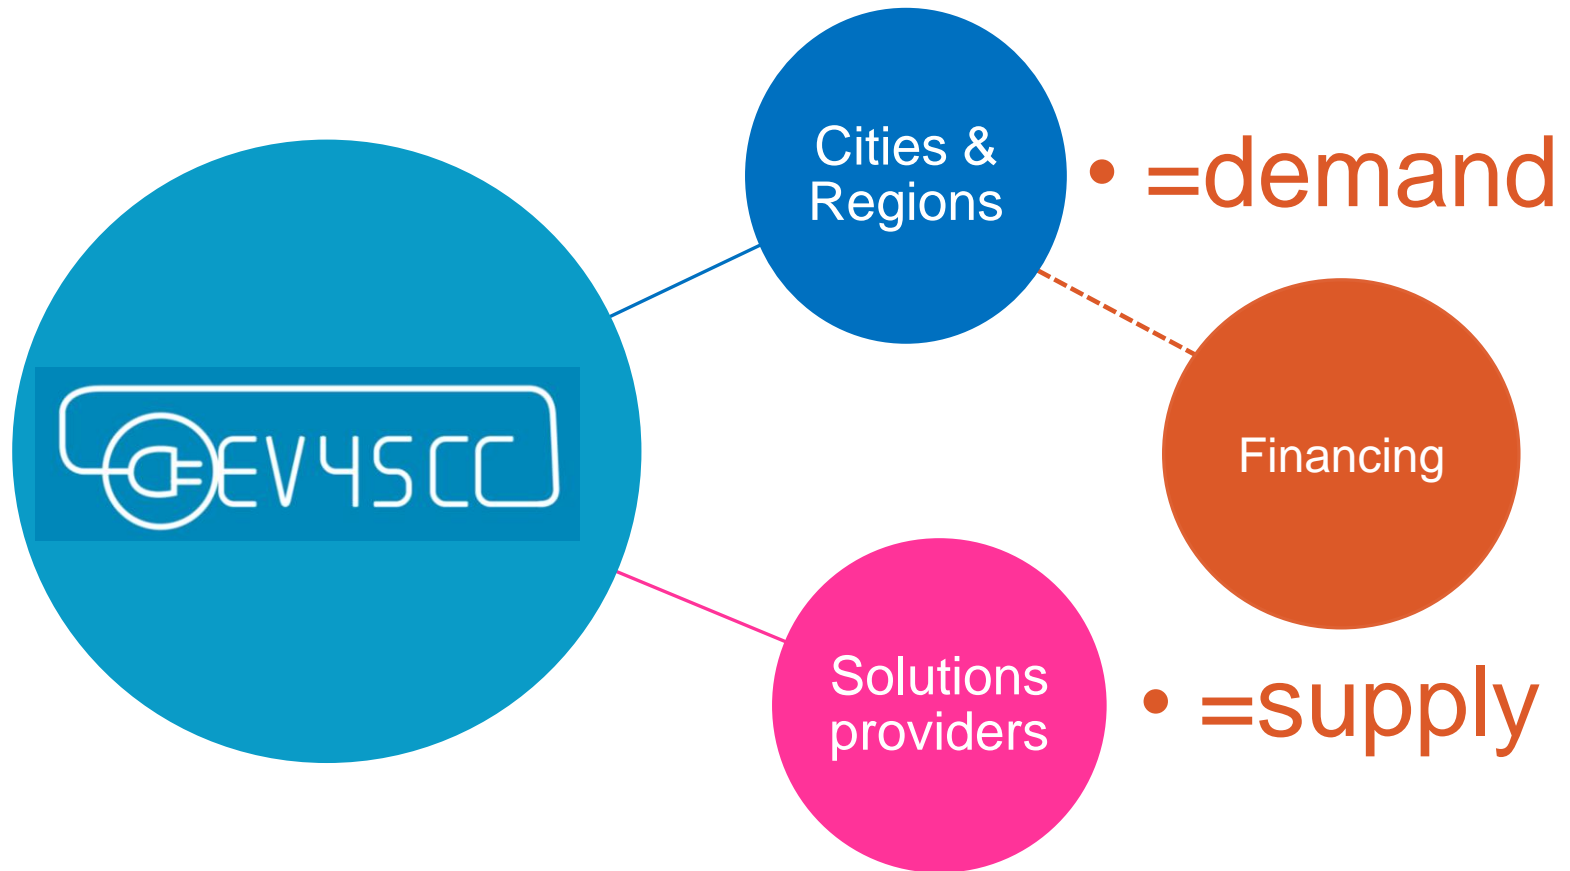 Cities &
Regions
• =demand
EV4SCC
Financing
Solutions
providers
• =supply